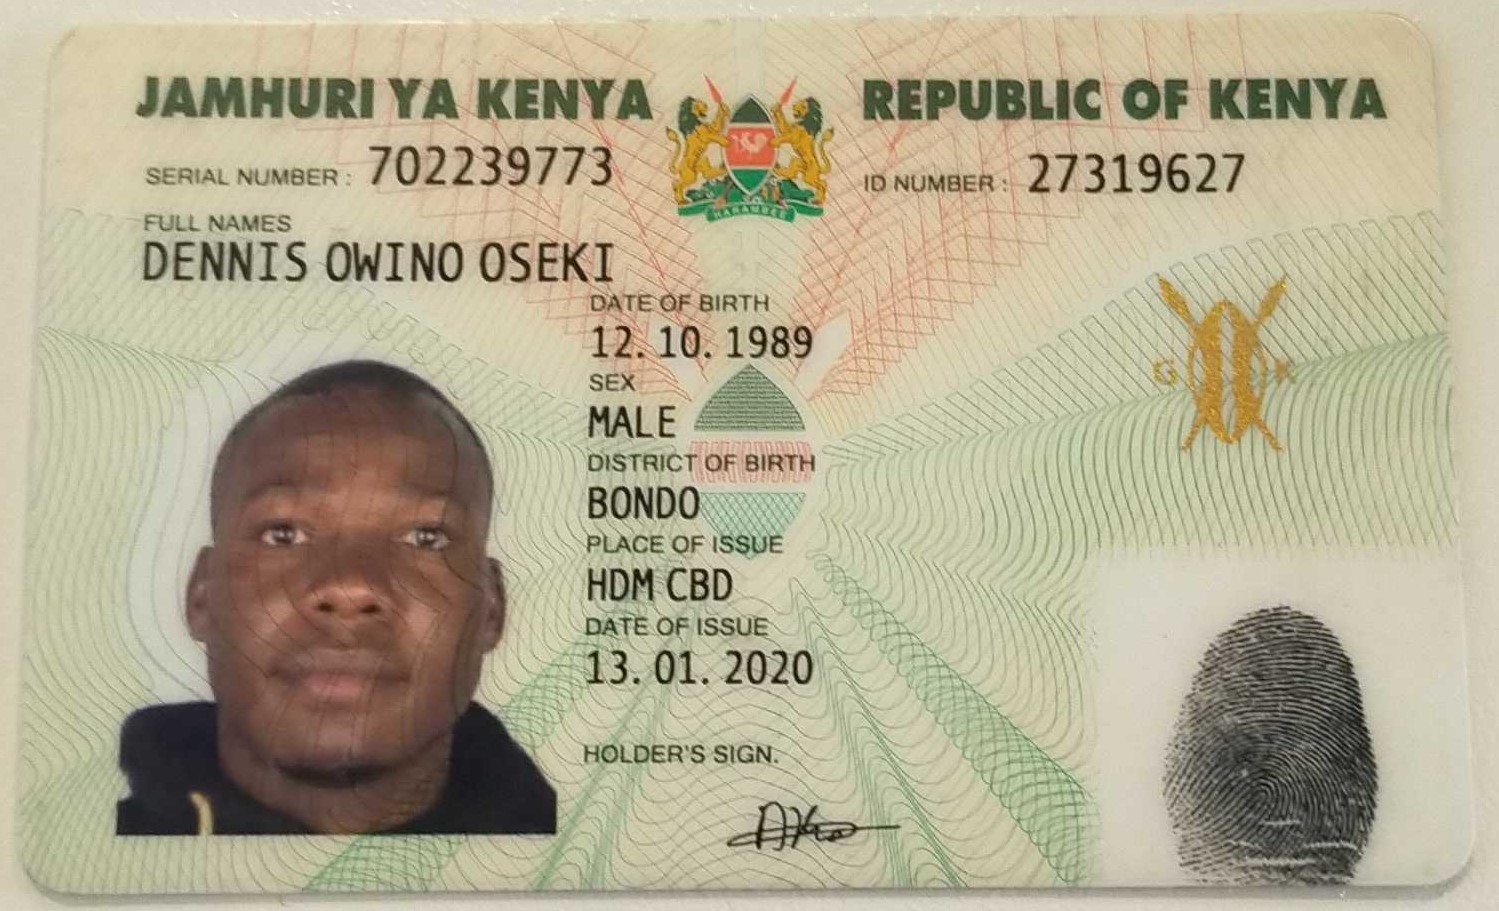 JAMHURI YA KENYA
REPUBLIC OF KENYA
SERIAL NUMBER : 702239773
ID NUMBER : 27319627
HARAMBEE
FULL NAMES
DENNIS OWINO OSEKI
DATE OF BIRTH
12. 10. 1989
SEX
MALE
DISTRICT OF BIRTH
BONDO
PLACE OF ISSUE
HDM CBD
DATE OF ISSUE
13. 01. 2020
HOLDER'S SIGN.
G K